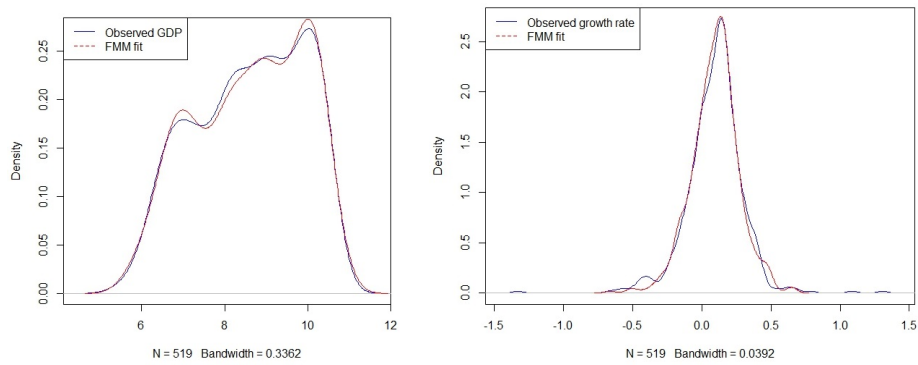 Observed GDP
FMM fit
Density
0.00
0.05
0.10
0.15
0.20
0.25
6
8
10
12
N = 519 Bandwidth = 0.3362
Observed growth rate
FMM fit
Density
0.0
0.5
1.0
1.5
2.0
2.5
-1.5
-1.0
-0.5
0.0
0.5
1.0
1.5
N = 519 Bandwidth = 0.0392